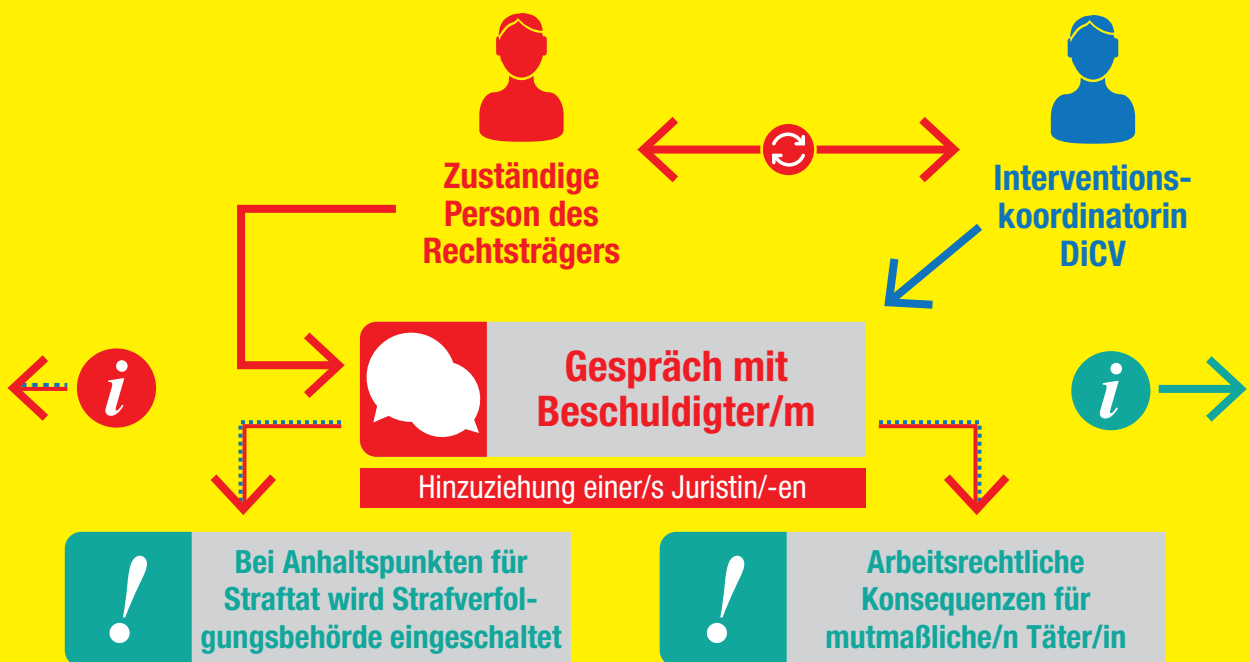 Zuständige
Person des
Rechtsträgers
Interventions-
koordinatorin
DiCV
i
Gespräch mit
Beschuldigter/m
i
Hinzuziehung einer/s Juristin/-en
!
Bei Anhaltspunkten für
Straftat wird Strafverfol-
gungsbehörde eingeschaltet
!
Arbeitsrechtliche
Konsequenzen für
mutmaßliche/n Täter/in